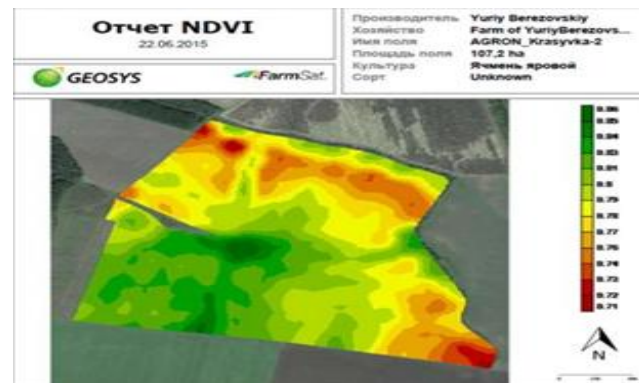 Отчет NDVI
22.06.2015
GEOSYS
FarmSat.
Производитель Yuriy Berezovskiy
Хозяйство Farm of YuriyBerezovs...
Имя поля AGRON_Krasyvka-2
Площадь поля 107,2 ha
Культура Ячмень яровой
Сорт Unknown
0.86
0.85
0.84
0.83
0.81
0.8
0.79
0.78
0.77
0.76
0.74
0.73
0.72
0.71
N